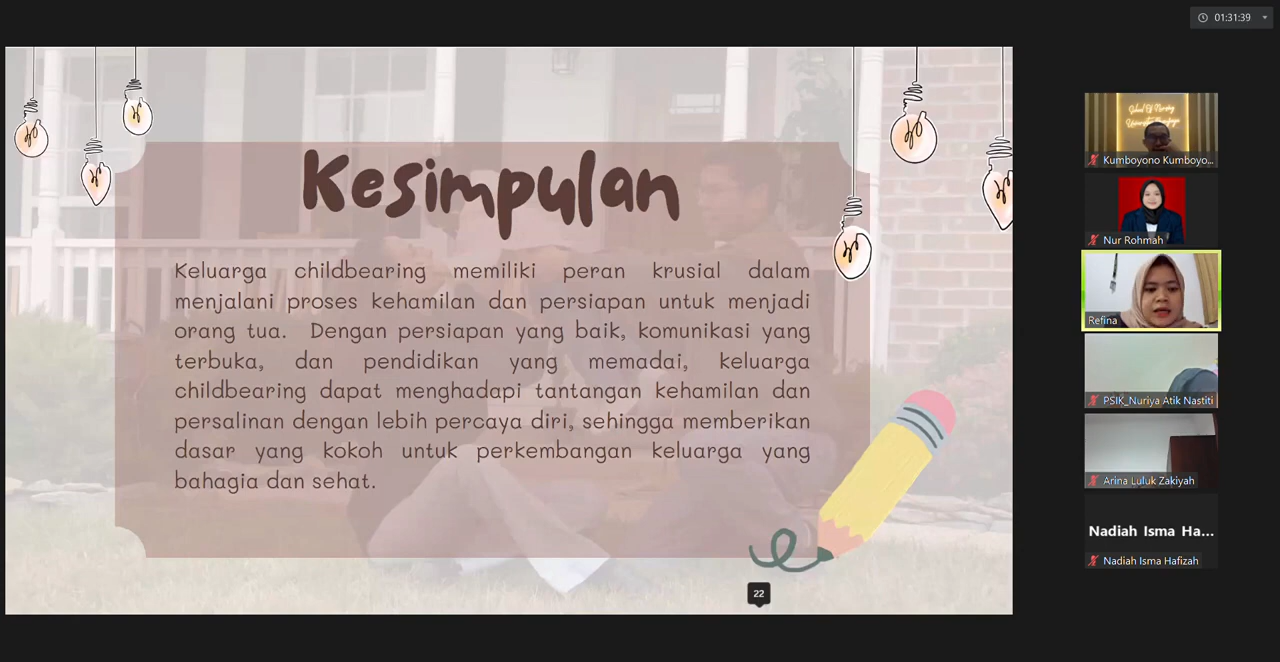 01:31:39
Kesimpulan
Keluarga childbearing memiliki peran krusial dalam
menjalani proses kehamilan dan persiapan untuk menjadi
orang tua. Dengan persiapan yang baik, komunikasi yang
terbuka, dan pendidikan yang memadai, keluarga
childbearing dapat menghadapi tantangan kehamilan dan
persalinan dengan lebih percaya diri, sehingga memberikan
dasar yang kokoh untuk perkembangan keluarga yang
bahagia dan sehat.
22
School Of Nursing
Kumboyono Kumboyo...
Nur Rohmah
Refina
PSIK_Nuriya Atik Nastiti
Arina Luluk Zakiyah
Nadiah Isma Ha...
Nadiah Isma Hafizah